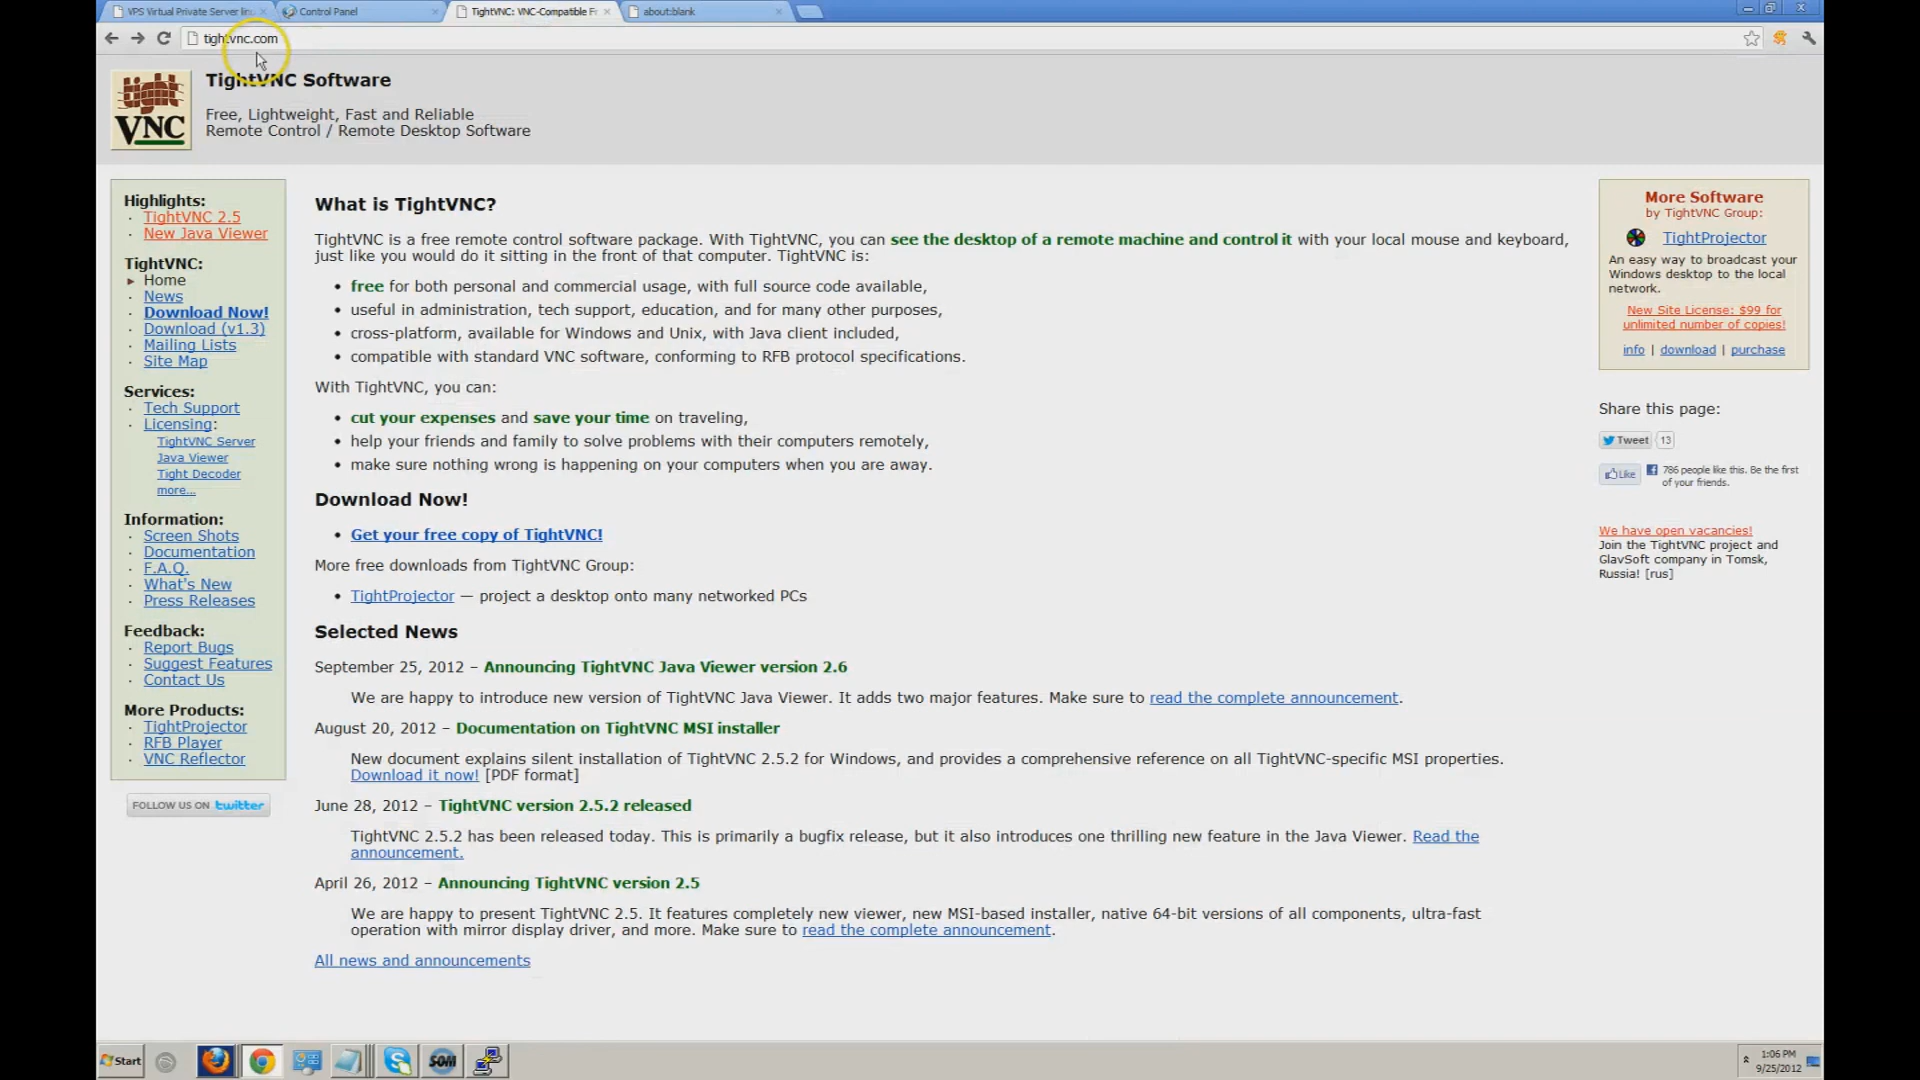 VPS Virtual Private Server linu
Control Panel
TightVNC: VNC-Compatible Fr
about:blank
tightvnc.com
tight VNC
TightVNC Software
Free, Lightweight, Fast and Reliable
Remote Control / Remote Desktop Software
Highlights:
TightVNC 2.5
New Java Viewer
TightVNC:
Home
News
Download Now!
Download (v1.3)
Mailing Lists
Site Map
Services:
Tech Support
Licensing:
TightVNC Server
Java Viewer
Tight Decoder
more...
Information:
Screen Shots
Documentation
F.A.Q.
What's New
Press Releases
Feedback:
Report Bugs
Suggest Features
Contact Us
More Products:
TightProjector
RFB Player
VNC Reflector
FOLLOW US ON twitter
What is TightVNC?
TightVNC is a free remote control software package. With TightVNC, you can see the desktop of a remote machine and control it with your local mouse and keyboard,
just like you would do it sitting in the front of that computer. TightVNC is:
• free for both personal and commercial usage, with full source code available,
• useful in administration, tech support, education, and for many other purposes,
• cross-platform, available for Windows and Unix, with Java client included,
• compatible with standard VNC software, conforming to RFB protocol specifications.
With TightVNC, you can:
• cut your expenses and save your time on traveling,
• help your friends and family to solve problems with their computers remotely,
• make sure nothing wrong is happening on your computers when you are away.
Download Now!
• Get your free copy of TightVNC!
More free downloads from TightVNC Group:
• TightProjector — project a desktop onto many networked PCs
Selected News
September 25, 2012 – Announcing TightVNC Java Viewer version 2.6
We are happy to introduce new version of TightVNC Java Viewer. It adds two major features. Make sure to read the complete announcement.
August 20, 2012 – Documentation on TightVNC MSI installer
New document explains silent installation of TightVNC 2.5.2 for Windows, and provides a comprehensive reference on all TightVNC-specific MSI properties.
Download it now! [PDF format]
June 28, 2012 – TightVNC version 2.5.2 released
TightVNC 2.5.2 has been released today. This is primarily a bugfix release, but it also introduces one thrilling new feature in the Java Viewer. Read the
announcement.
April 26, 2012 – Announcing TightVNC version 2.5
We are happy to present TightVNC 2.5. It features completely new viewer, new MSI-based installer, native 64-bit versions of all components, ultra-fast
operation with mirror display driver, and more. Make sure to read the complete announcement.
All news and announcements
More Software
by TightVNC Group:
TightProjector
An easy way to broadcast your
Windows desktop to the local
network.
New Site License: $99 for
unlimited number of copies!
info | download | purchase
Share this page:
Tweet 13
Like 786 people like this. Be the first
of your friends.
We have open vacancies!
Join the TightVNC project and
GlavSoft company in Tomsk,
Russia! [rus]
Start
SOM
1:06 PM
9/25/2012